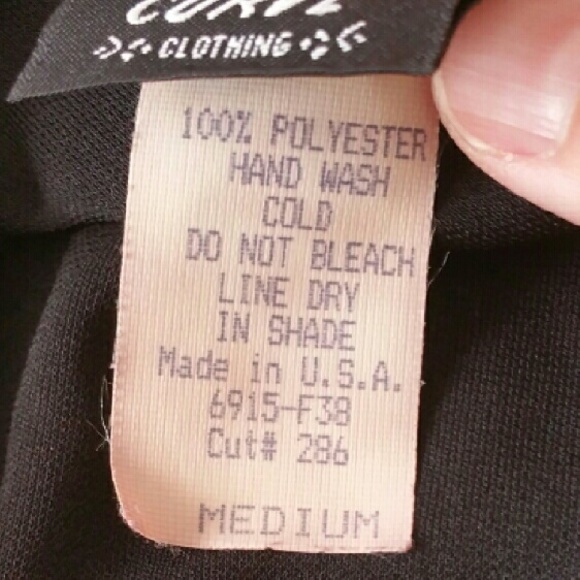 CLOTHING
100% POLYESTER
HAND WASH
COLD
DO NOT BLEACH
LINE DRY
IN SHADE
Made in U.S.A.
6915-F38
Cut# 286
MEDIUM